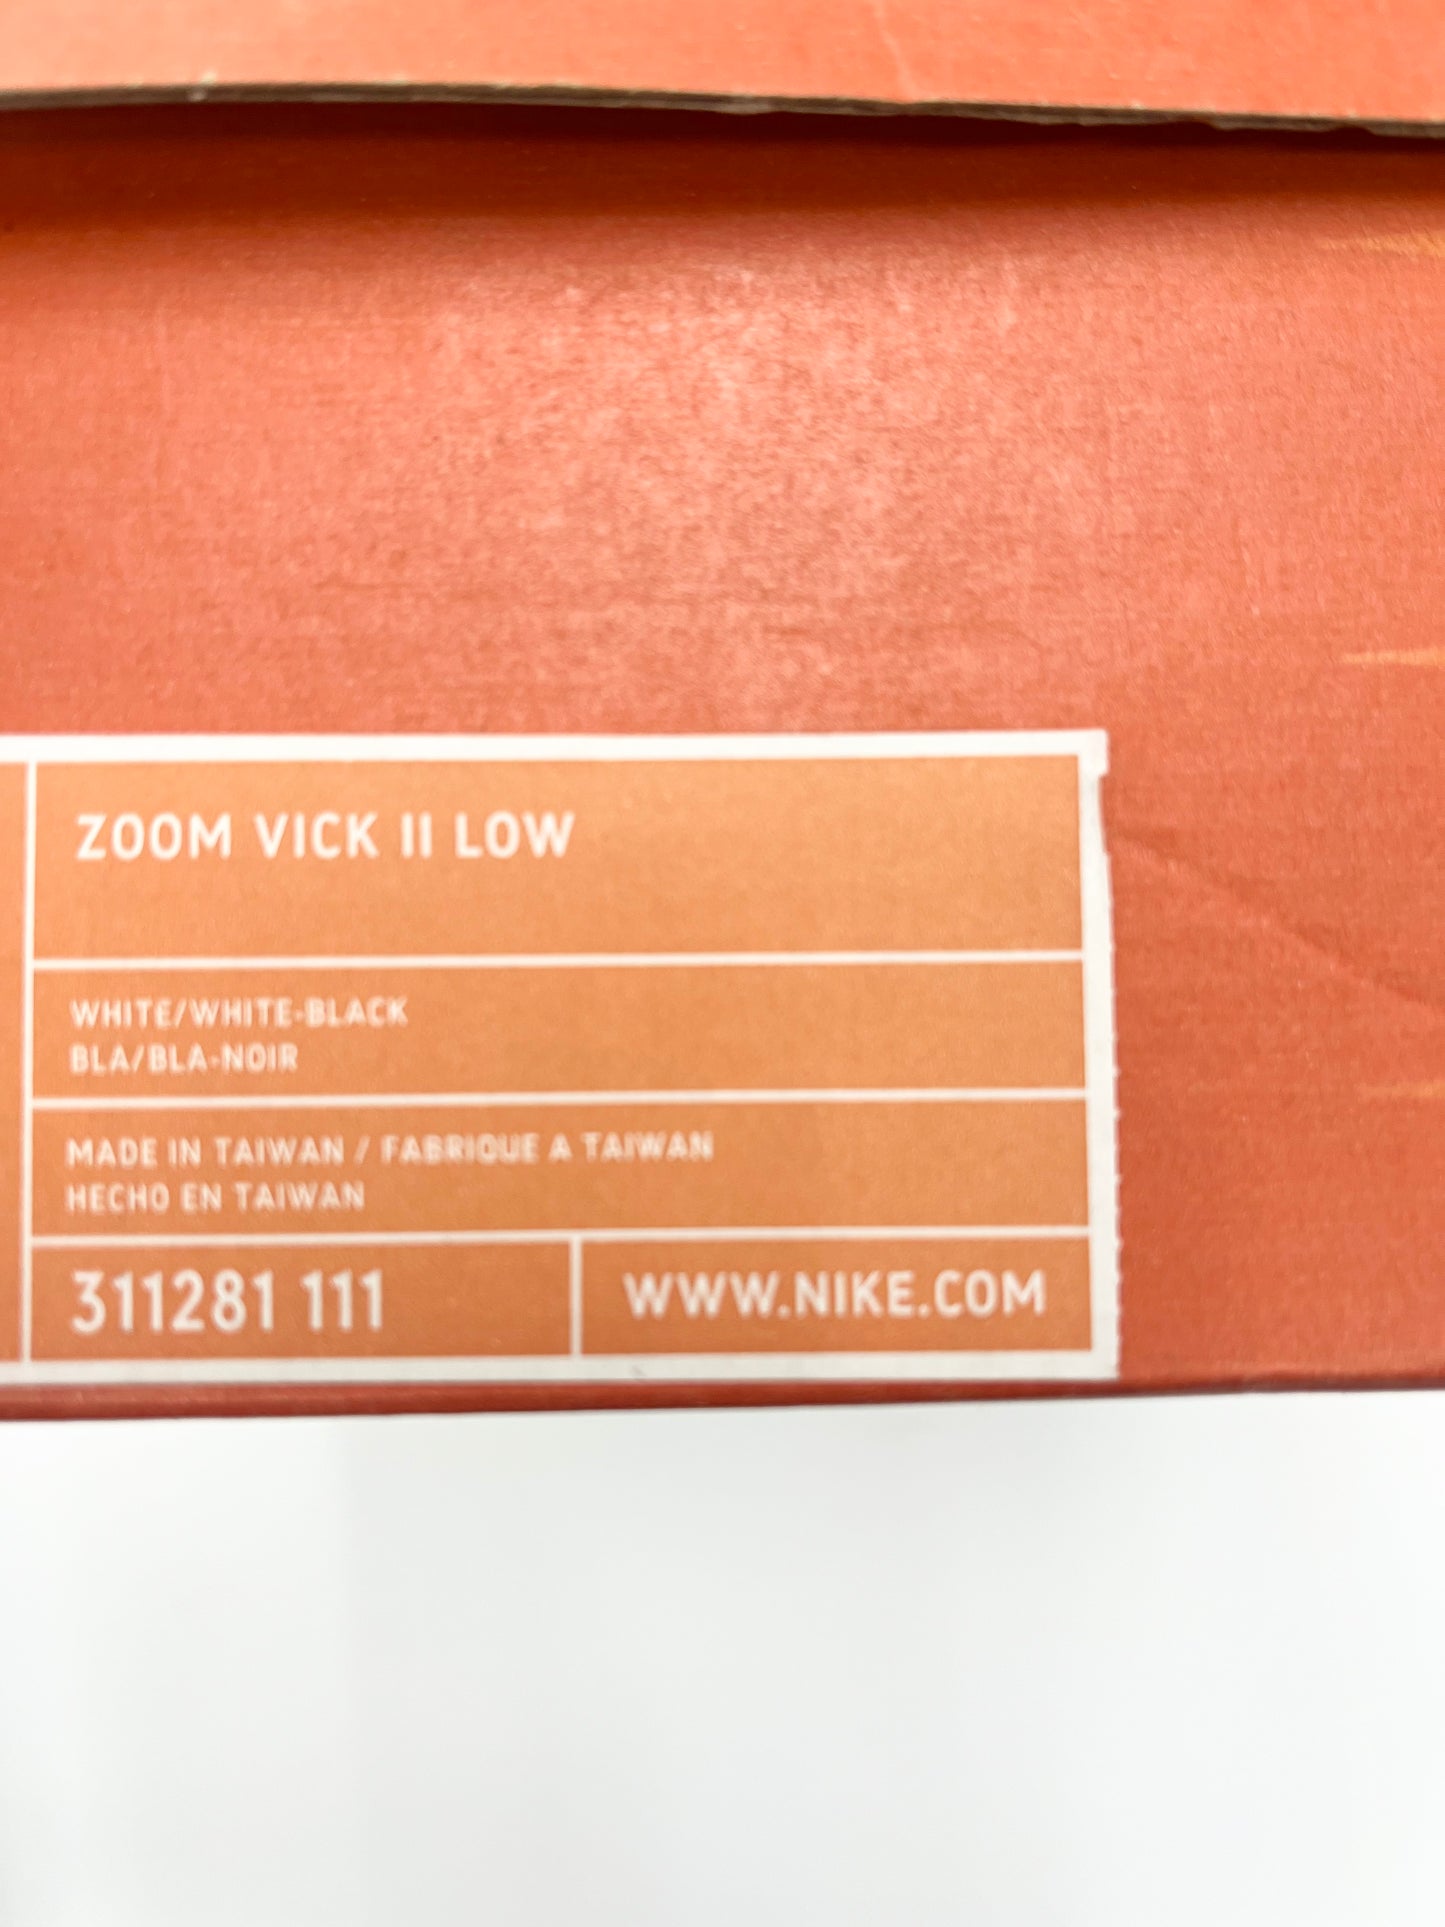 ZOOM VICK II LOW
WHITE/WHITE-BLACK
BLA/BLA-NOIR
MADE IN TAIWAN / FABRIQUE A TAIWAN
HECHO EN TAIWAN
311281 111
WWW.NIKE.COM